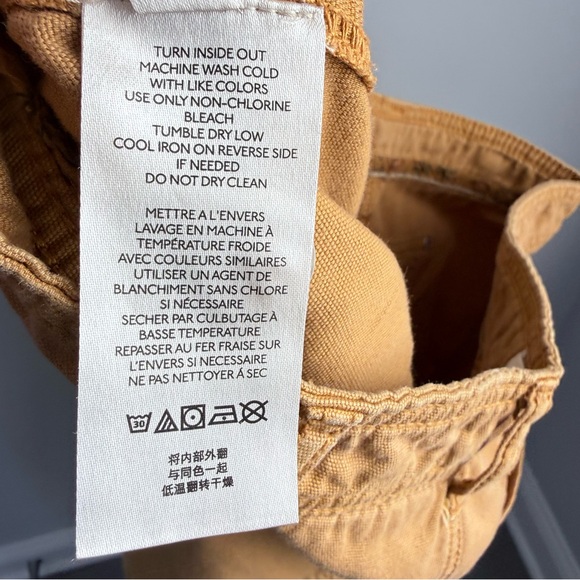 TURN INSIDE OUT
MACHINE WASH COLD
WITH LIKE COLORS
USE ONLY NON-CHLORINE
BLEACH
TUMBLE DRY LOW
COOL IRON ON REVERSE SIDE
IF NEEDED
DO NOT DRY CLEAN
METTRE A L'ENVERS
LAVAGE EN MACHINE À
TEMPÉRATURE FROIDE
AVEC COULEURS SIMILAIRES
UTILISER UN AGENT DE
BLANCHIMENT SANS CHLORE
SI NÉCESSAIRE
SECHER PAR CULBUTAGE À
BASSE TEMPERATURE
REPASSER AU FER FRAISE SUR
L'ENVERS SI NECESSAIRE
NE PAS NETTOYER Á SEC
30
将内部外翻
与同色一起
低温翻转干燥